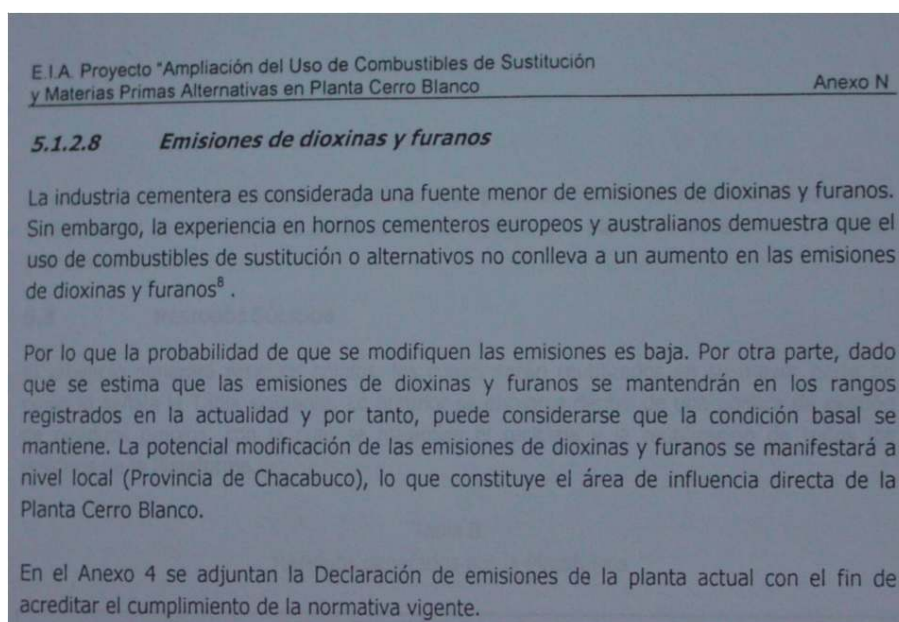 E.I.A. Proyecto "Ampliación del Uso de Combustibles de Sustitución
y Materias Primas Alternativas en Planta Cerro Blanco Anexo N
5.1.2.8 Emisiones de dioxinas y furanos
La industria cementera es considerada una fuente menor de emisiones de dioxinas y furanos.
Sin embargo, la experiencia en hornos cementeros europeos y australianos demuestra que el
uso de combustibles de sustitución o alternativos no conlleva a un aumento en las emisiones
de dioxinas y furanos⁸ .
Por lo que la probabilidad de que se modifiquen las emisiones es baja. Por otra parte, dado
que se estima que las emisiones de dioxinas y furanos se mantendrán en los rangos
registrados en la actualidad y por tanto, puede considerarse que la condición basal se
mantiene. La potencial modificación de las emisiones de dioxinas y furanos se manifestará a
nivel local (Provincia de Chacabuco), lo que constituye el área de influencia directa de la
Planta Cerro Blanco.
En el Anexo 4 se adjuntan la Declaración de emisiones de la planta actual con el fin de
acreditar el cumplimiento de la normativa vigente.